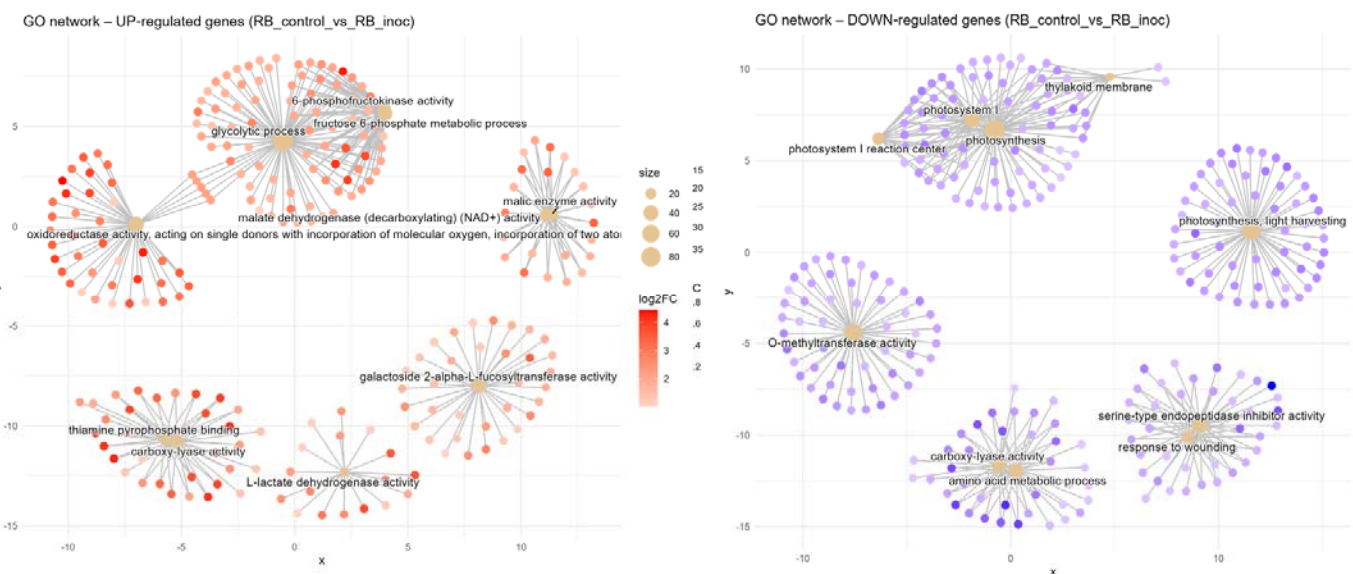 GO network – UP-regulated genes (RB_control_vs_RB_inoc)
6-phosphofructokinase activity
fructose 6-phosphate metabolic process
glycolytic process
malic enzyme activity
malate dehydrogenase (decarboxylating) (NAD+) activity
oxidoreductase activity, acting on single donors with incorporation of molecular oxygen, incorporation of two ato
galactoside 2-alpha-L-fucosyltransferase activity
thiamine pyrophosphate binding
carboxy-lyase activity
L-lactate dehydrogenase activity
5
0
-5
-10
-15
-10
-5
0
5
10
x
size
20
40
60
80
log2FC
4
3
2
15
20
25
30
35
C
.8
.6
.4
.2
GO network – DOWN-regulated genes (RB_control_vs_RB_inoc)
thylakoid membrane
photosystem I
photosynthesis
photosystem I reaction center
photosynthesis, light harvesting
O-methyltransferase activity
serine-type endopeptidase inhibitor activity
response to wounding
carboxy-lyase activity
amino acid metabolic process
10
5
0
-5
-10
-15
y
-10
0
10
x